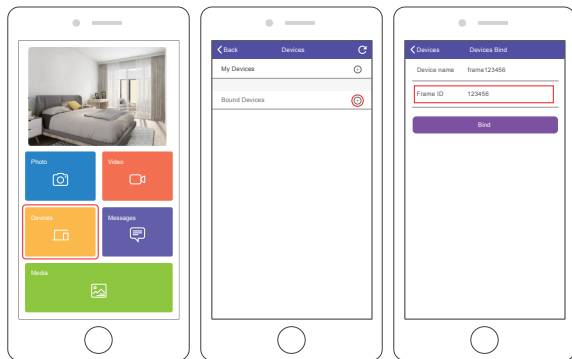 Photo
Video
Devices
Messages
Media
Back
Devices
My Devices
Bound Devices
Devices
Devices Bind
Device name
frame123456
Frame ID
123456
Bind